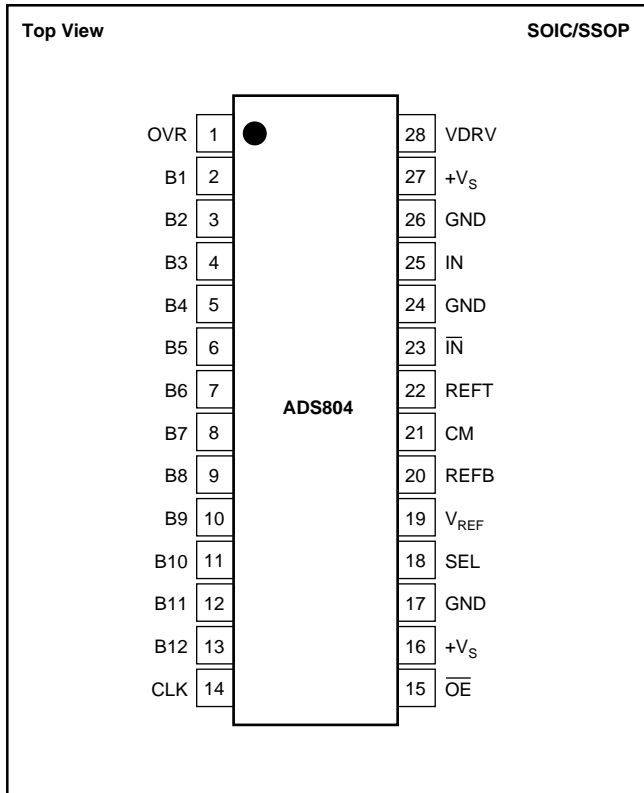 Top View SOIC/SSOP
OVR 1 28 VDRV
B1 2 27 +VS
B2 3 26 GND
B3 4 25 IN
B4 5 24 GND
B5 6 23 I̅N̅
B6 7 22 REFT
ADS804
B7 8 21 CM
B8 9 20 REFB
B9 10 19 VREF
B10 11 18 SEL
B11 12 17 GND
B12 13 16 +VS
CLK 14 15 O̅E̅